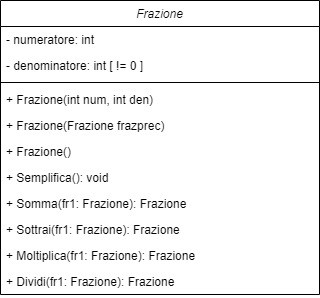 Frazione
- numeratore: int
- denominatore: int [ != 0 ]
+ Frazione(int num, int den)
+ Frazione(Frazione frazprec)
+ Frazione()
+ Semplifica(): void
+ Somma(fr1: Frazione): Frazione
+ Sottrai(fr1: Frazione): Frazione
+ Moltiplica(fr1: Frazione): Frazione
+ Dividi(fr1: Frazione): Frazione